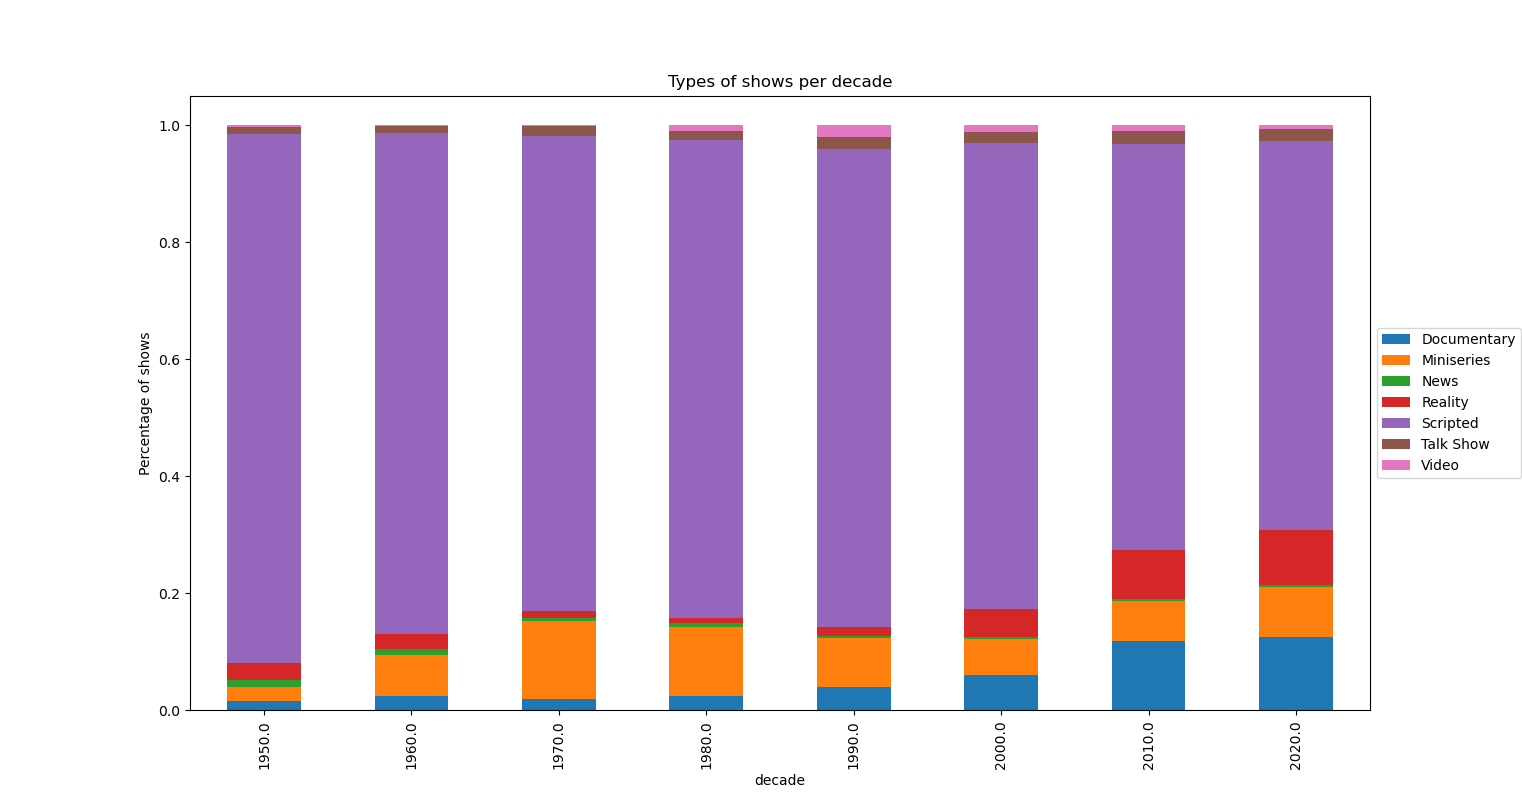 Types of shows per decade
Percentage of shows
1.0
0.8
0.6
0.4
0.2
0.0
1950.0
1960.0
1970.0
1980.0
1990.0
2000.0
2010.0
2020.0
decade
Documentary
Miniseries
News
Reality
Scripted
Talk Show
Video